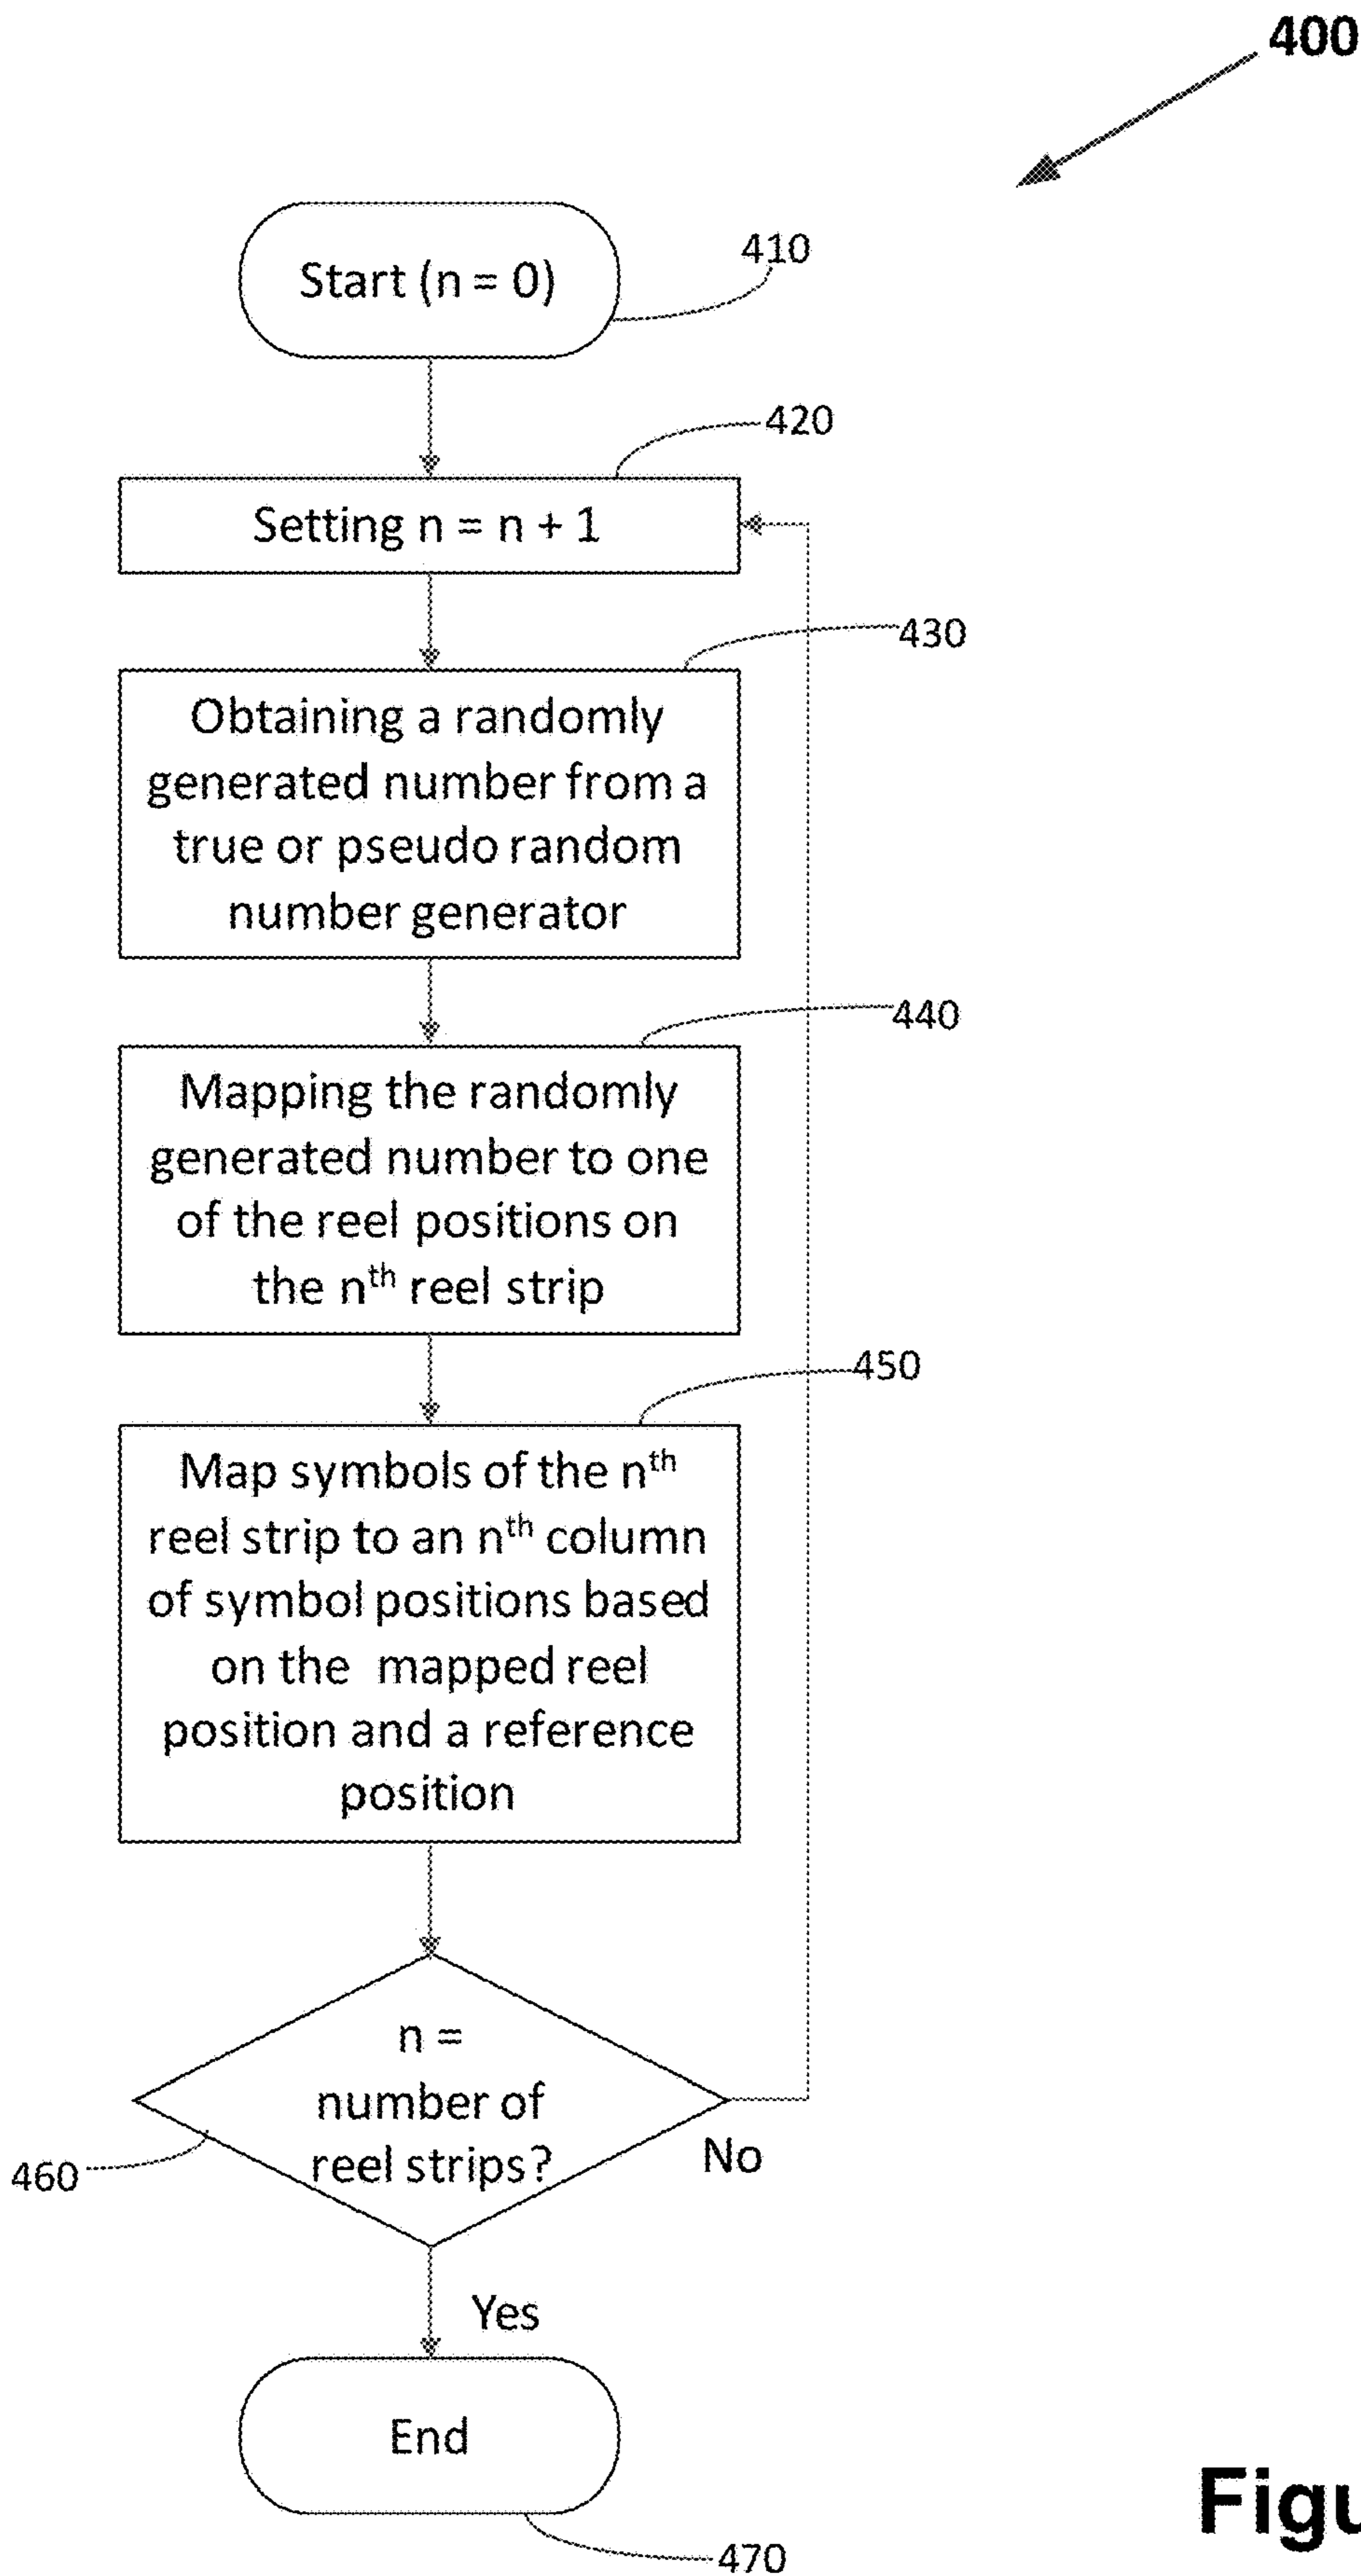 400
Start (n = 0)
410
420
Setting n = n + 1
430
Obtaining a randomly
generated number from a
true or pseudo random
number generator
440
Mapping the randomly
generated number to one
of the reel positions on
the nth reel strip
450
Map symbols of the nth
reel strip to an nth column
of symbol positions based
on the mapped reel
position and a reference
position
n =
number of
reel strips?
460
No
Yes
End
470
Figu